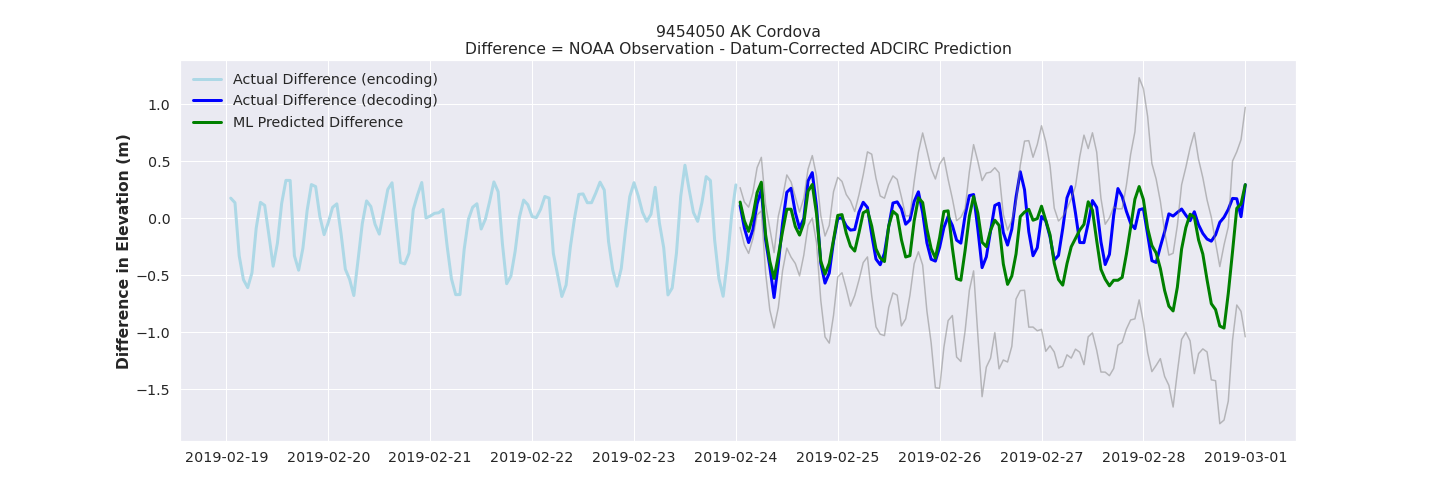 9454050 AK Cordova
Difference = NOAA Observation - Datum-Corrected ADCIRC Prediction
Actual Difference (encoding)
Actual Difference (decoding)
ML Predicted Difference
Difference in Elevation (m)
1.0
0.5
0.0
−0.5
−1.0
−1.5
2019-02-19 2019-02-20 2019-02-21 2019-02-22 2019-02-23 2019-02-24 2019-02-25 2019-02-26 2019-02-27 2019-02-28 2019-03-01